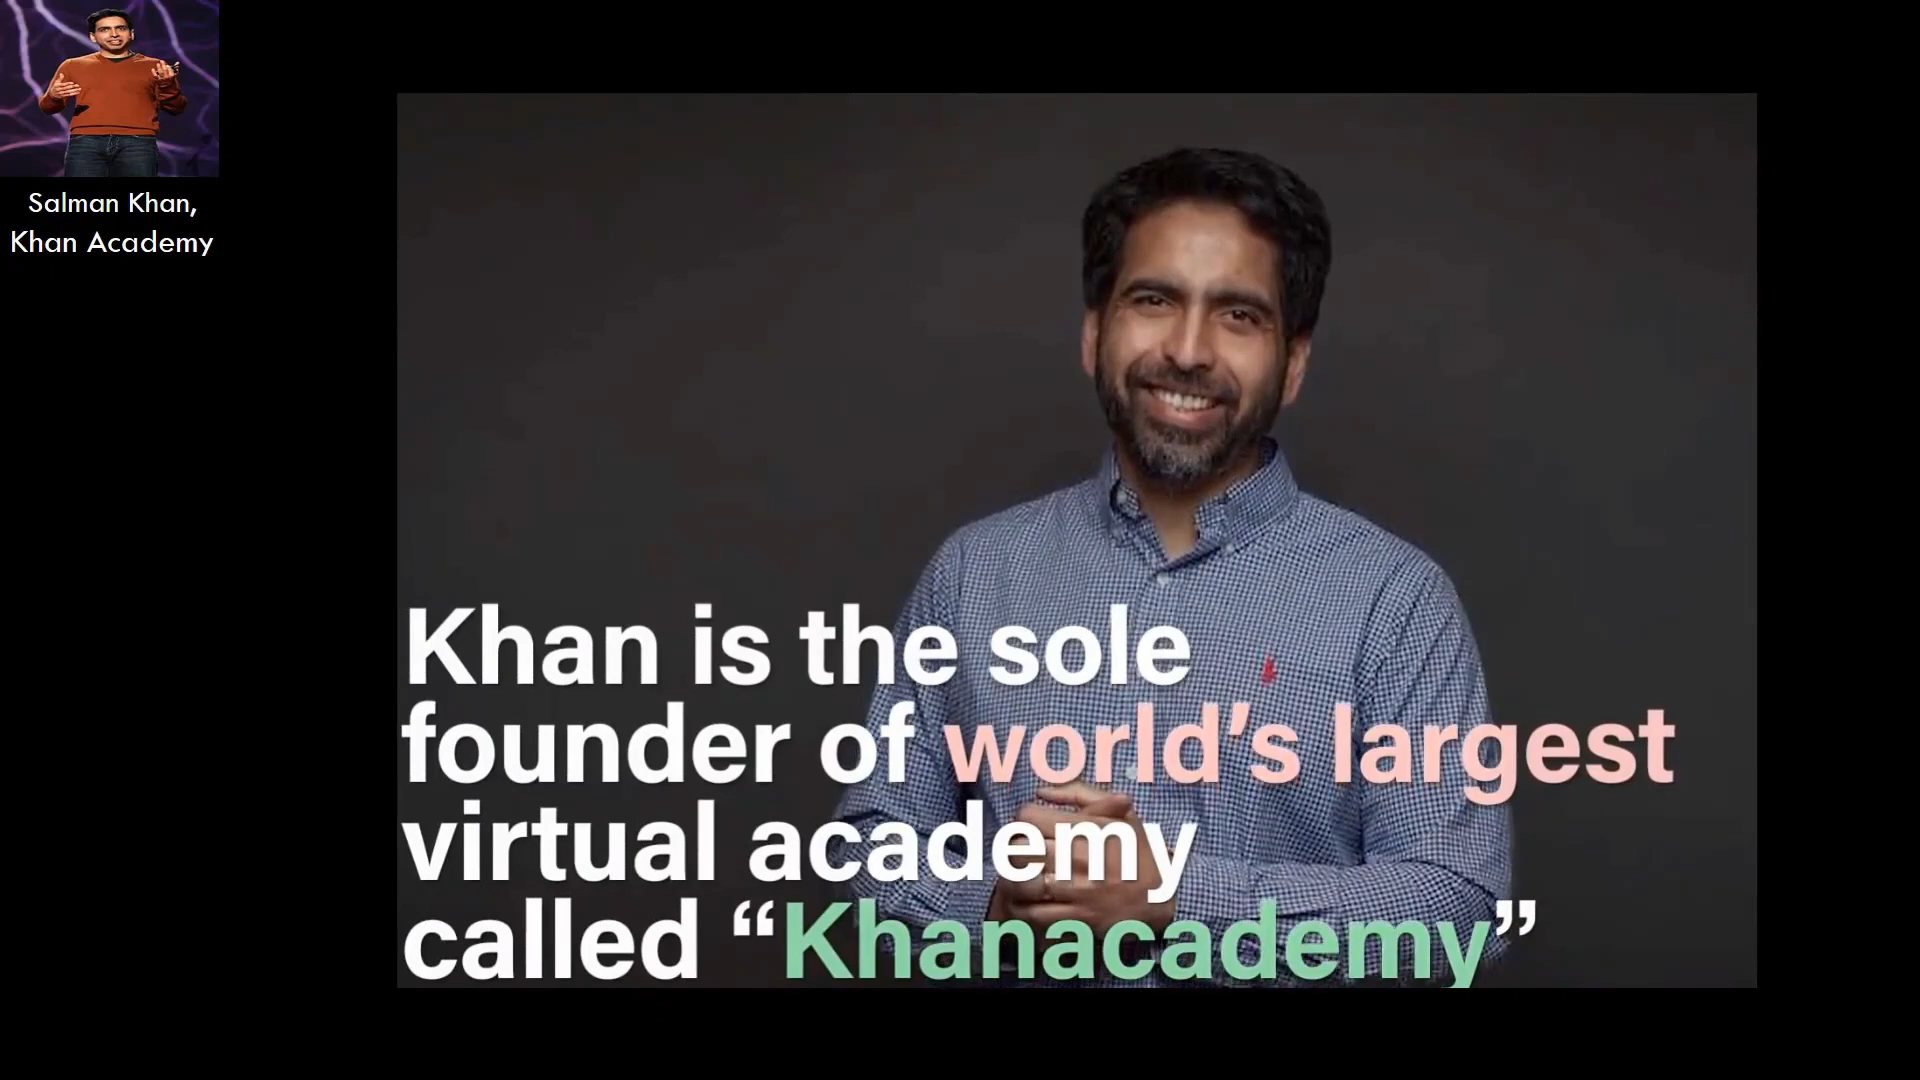 Salman Khan,
Khan Academy
Khan is the sole
founder of world’s largest
virtual academy
called “Khanacademy”